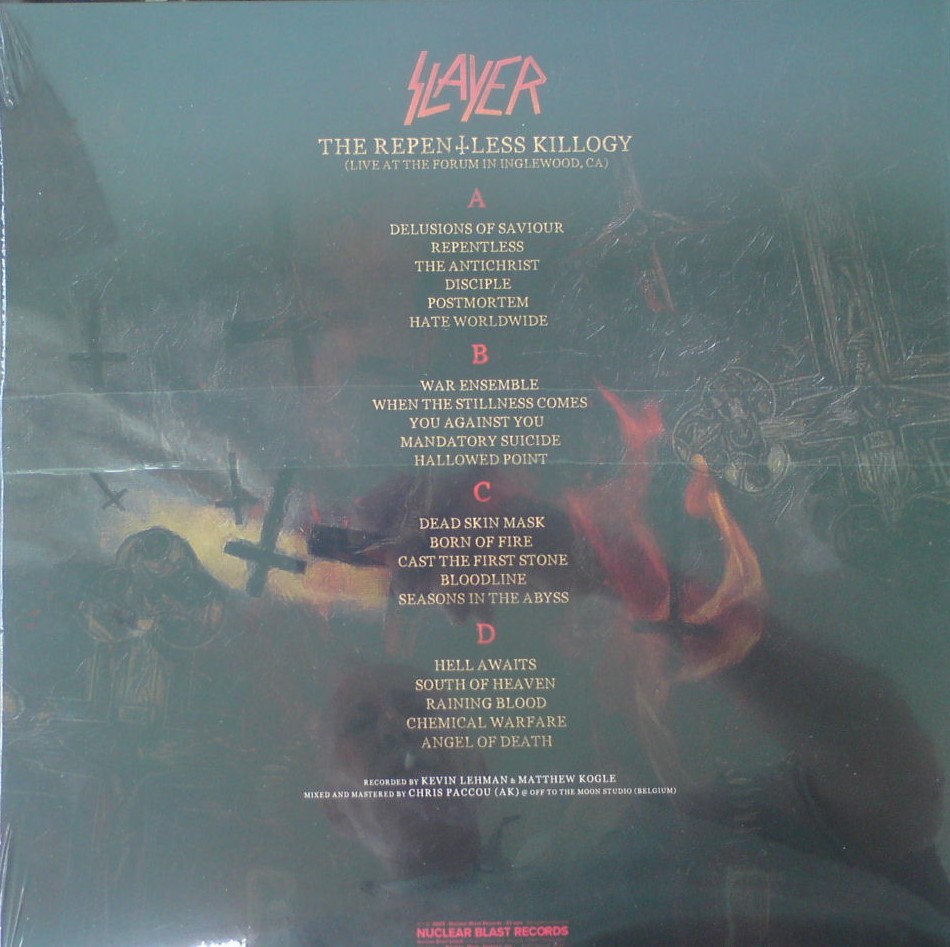 SLAYER
THE REPENTLESS KILLOGY
(LIVE AT THE FORUM IN INGLEWOOD, CA)
A
DELUSIONS OF SAVIOUR
REPENTLESS
THE ANTICHRIST
DISCIPLE
POSTMORTEM
HATE WORLDWIDE
B
WAR ENSEMBLE
WHEN THE STILLNESS COMES
YOU AGAINST YOU
MANDATORY SUICIDE
HALLOWED POINT
C
DEAD SKIN MASK
BORN OF FIRE
CAST THE FIRST STONE
BLOODLINE
SEASONS IN THE ABYSS
D
HELL AWAITS
SOUTH OF HEAVEN
RAINING BLOOD
CHEMICAL WARFARE
ANGEL OF DEATH
RECORDED BY KEVIN LEHMAN & MATTHEW KOGLE
MIXED AND MASTERED BY CHRIS PACCOU (AK) @ OFF TO THE MOON STUDIO (BELGIUM)
NUCLEAR BLAST RECORDS